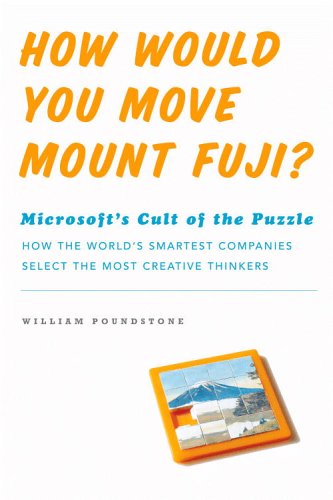 HOW WOULD
YOU MOVE
MOUNT FUJI?
Microsoft's Cult of the Puzzle
HOW THE WORLD'S SMARTEST COMPANIES
SELECT THE MOST CREATIVE THINKERS
WILLIAM POUNDSTONE